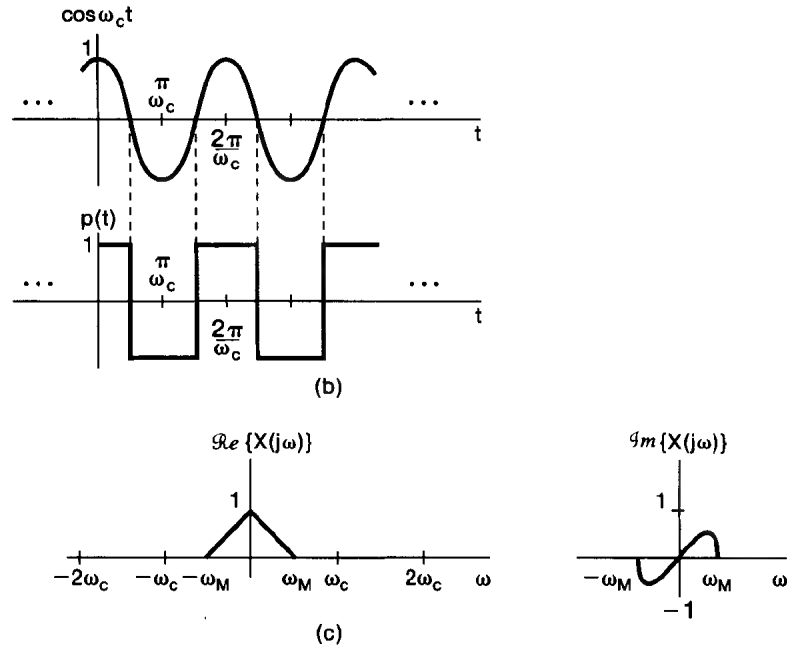 cos ω_c t
1
π
ω_c
...
...
t
2π
ω_c
p(t)
1
π
ω_c
...
...
t
2π
ω_c
(b)
ℛe {X(jω)}
1
−2ω_c −ω_c −ω_M ω_M ω_c 2ω_c ω
ℐm {X(jω)}
1
−ω_M ω_M ω
−1
(c)